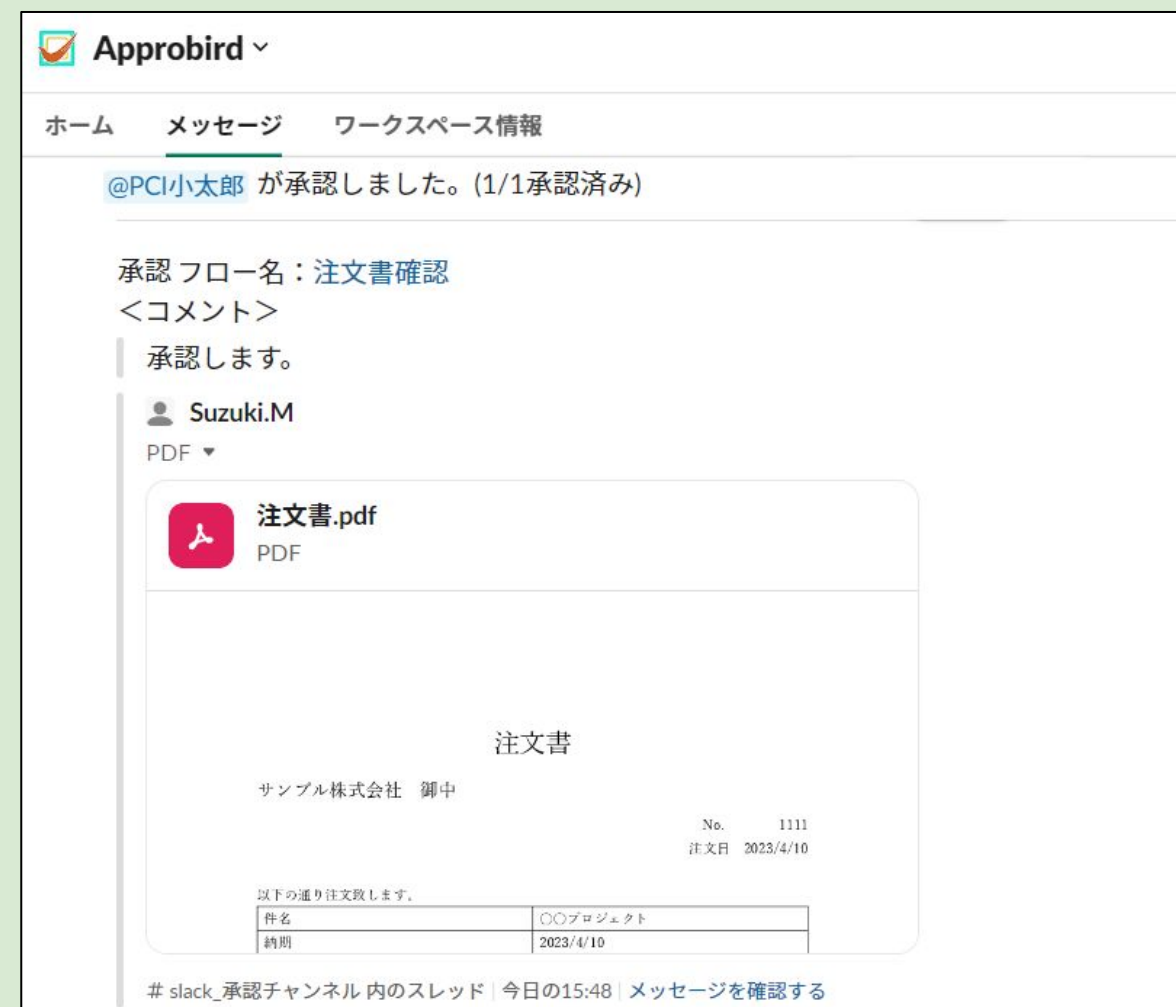 Approbird
ホーム メッセージ ワークスペース情報
@PCI小太郎 が承認しました。(1/1承認済み)
承認 フロー名：注文書確認
＜コメント＞
承認します。
Suzuki.M
PDF
注文書.pdf
PDF
注文書
サンプル株式会社 御中
No. 1111
注文日 2023/4/10
以下の通り注文致します。
件名 〇〇プロジェクト
納期 2023/4/10
# slack_承認チャンネル 内のスレッド | 今日の15:48 | メッセージを確認する